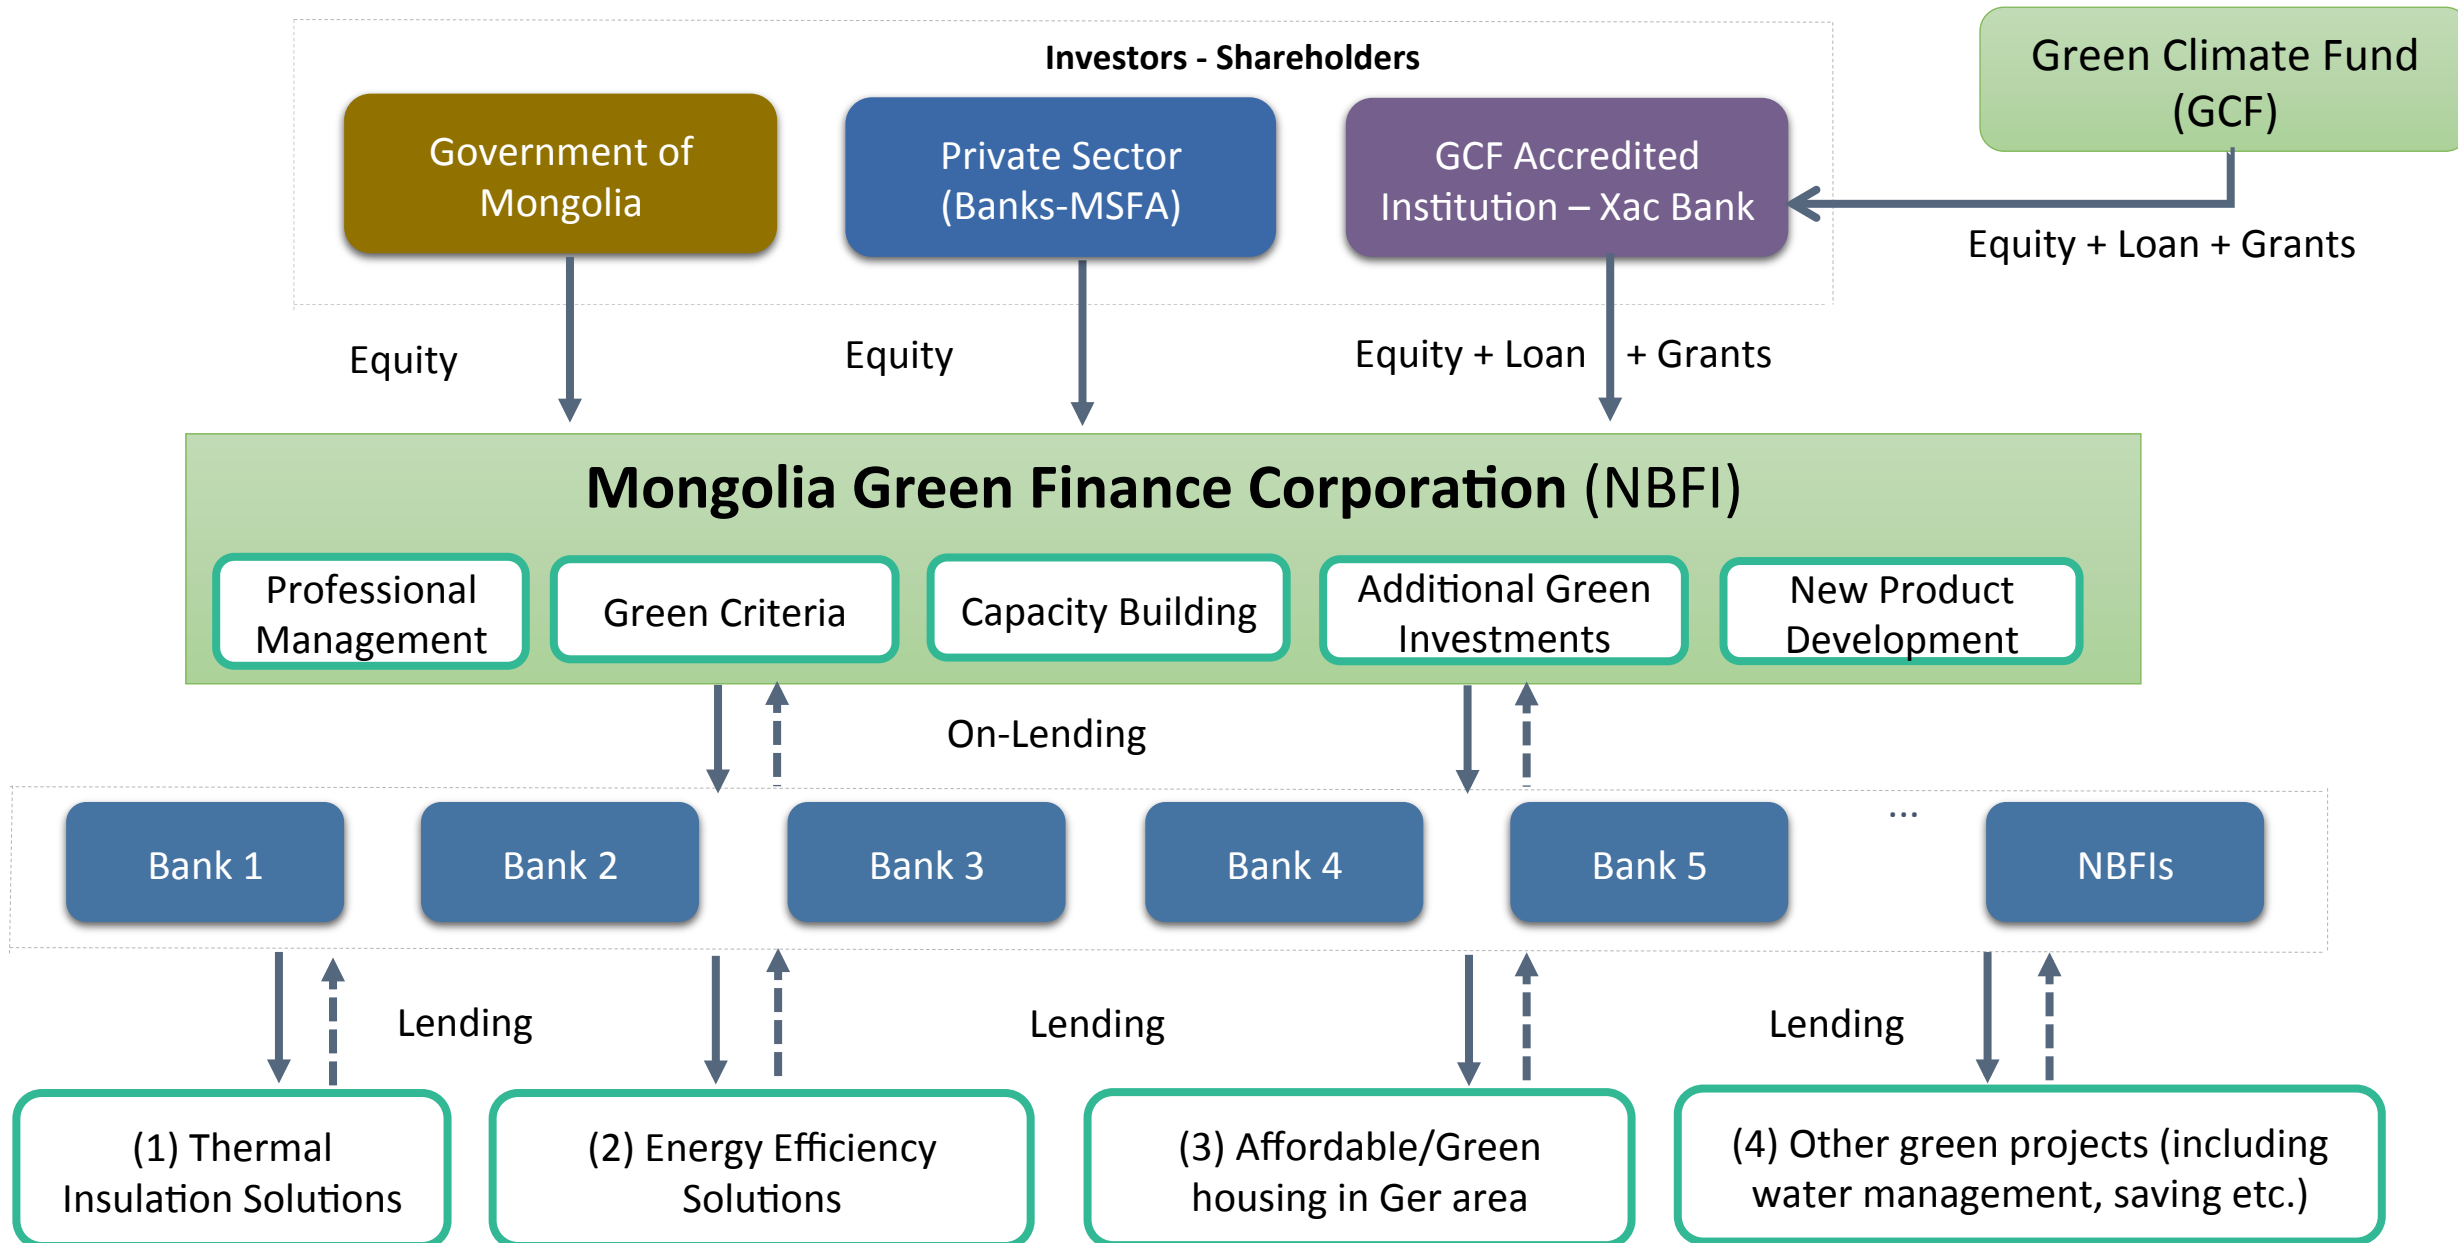 Investors - Shareholders
Green Climate Fund
(GCF)
Government of
Mongolia
Private Sector
(Banks-MSFA)
GCF Accredited
Institution – Xac Bank
Equity + Loan + Grants
Equity
Equity
Equity + Loan + Grants
Mongolia Green Finance Corporation (NBFI)
Professional
Management
Green Criteria
Capacity Building
Additional Green
Investments
New Product
Development
On-Lending
Bank 1
Bank 2
Bank 3
Bank 4
Bank 5
...
NBFIs
Lending
Lending
Lending
(1) Thermal
Insulation Solutions
(2) Energy Efficiency
Solutions
(3) Affordable/Green
housing in Ger area
(4) Other green projects (including
water management, saving etc.)